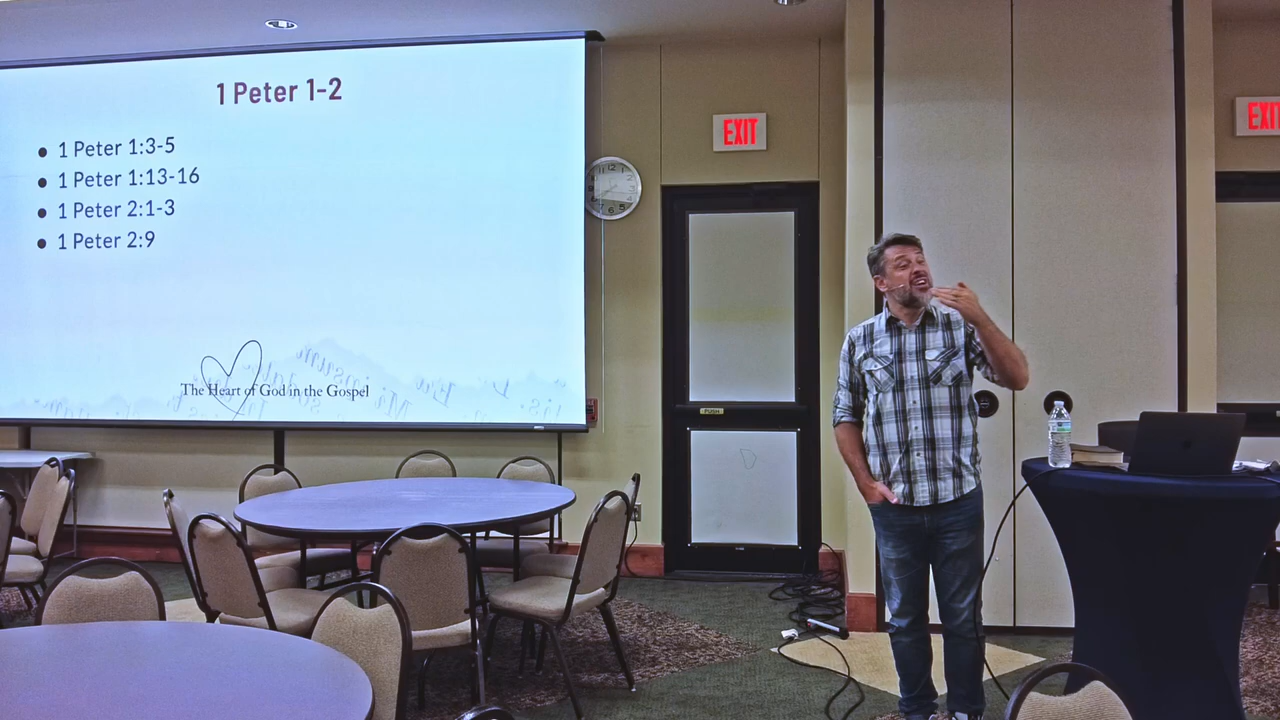 1 Peter 1-2
• 1 Peter 1:3-5
• 1 Peter 1:13-16
• 1 Peter 2:1-3
• 1 Peter 2:9
The Heart of God in the Gospel
EXIT
EXI
PUSH